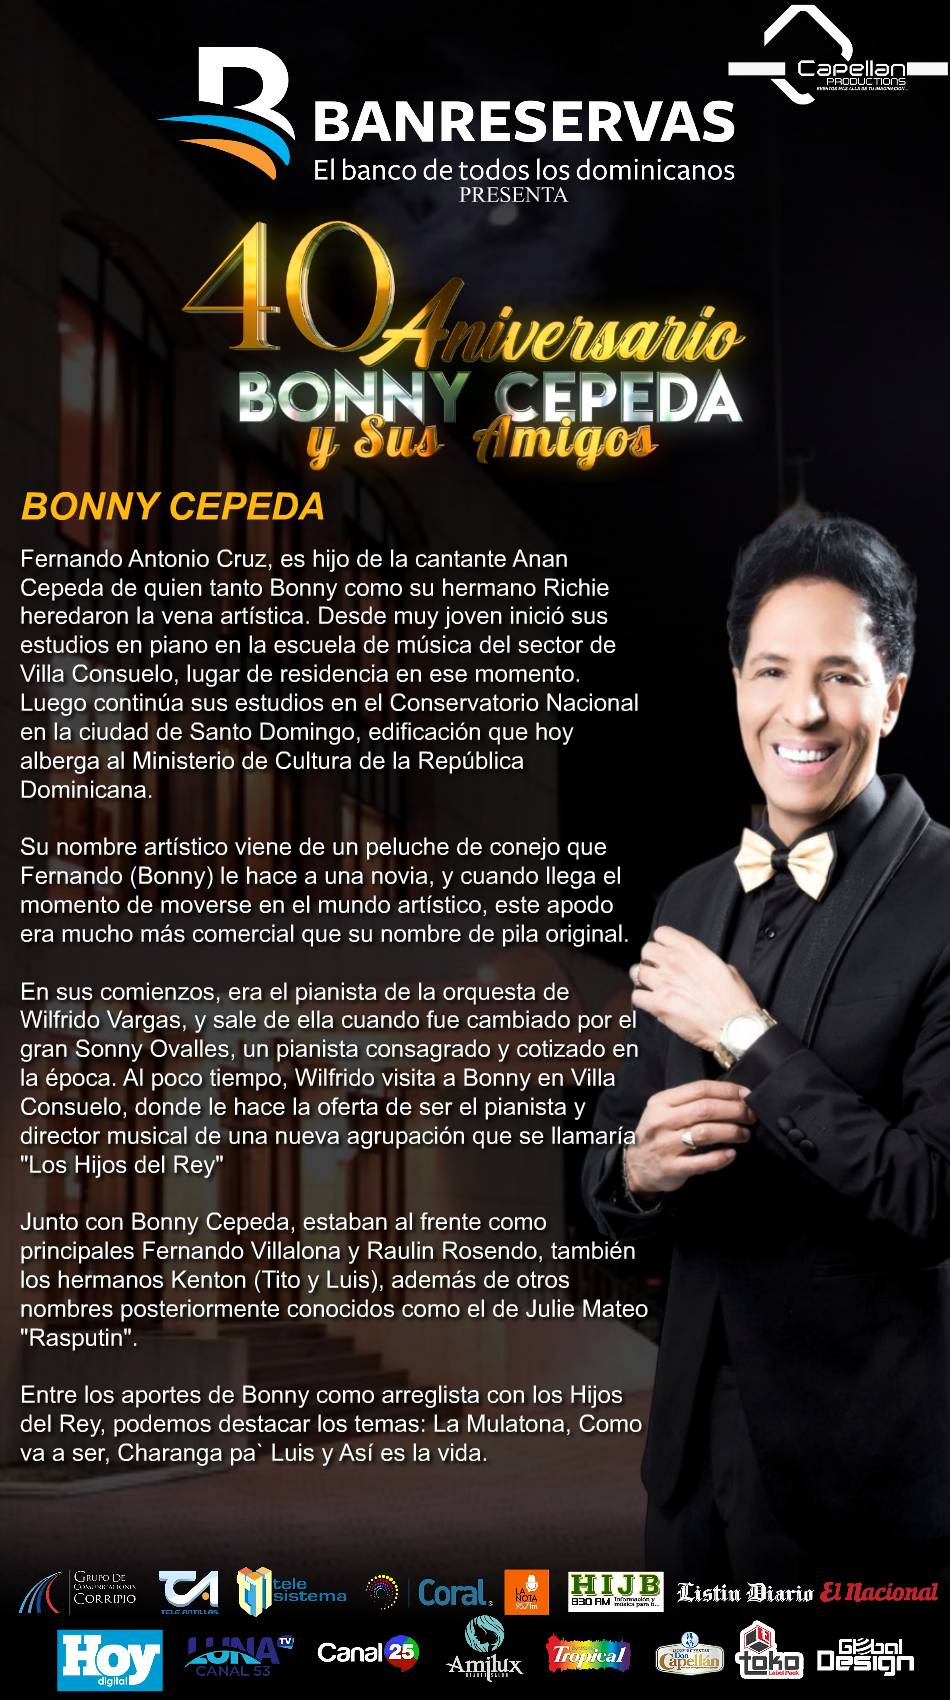 Capellan
PRODUCTIONS
EVENTOS MAS ALLA DE TU IMAGINACION...
BANRESERVAS
El banco de todos los dominicanos
PRESENTA
40 Aniversario
BONNY CEPEDA
y Sus Amigos
BONNY CEPEDA
Fernando Antonio Cruz, es hijo de la cantante Anan
Cepeda de quien tanto Bonny como su hermano Richie
heredaron la vena artística. Desde muy joven inició sus
estudios en piano en la escuela de música del sector de
Villa Consuelo, lugar de residencia en ese momento.
Luego continúa sus estudios en el Conservatorio Nacional
en la ciudad de Santo Domingo, edificación que hoy
alberga al Ministerio de Cultura de la República
Dominicana.
Su nombre artístico viene de un peluche de conejo que
Fernando (Bonny) le hace a una novia, y cuando llega el
momento de moverse en el mundo artístico, este apodo
era mucho más comercial que su nombre de pila original.
En sus comienzos, era el pianista de la orquesta de
Wilfrido Vargas, y sale de ella cuando fue cambiado por el
gran Sonny Ovalles, un pianista consagrado y cotizado en
la época. Al poco tiempo, Wilfrido visita a Bonny en Villa
Consuelo, donde le hace la oferta de ser el pianista y
director musical de una nueva agrupación que se llamaría
"Los Hijos del Rey"
Junto con Bonny Cepeda, estaban al frente como
principales Fernando Villalona y Raulin Rosendo, también
los hermanos Kenton (Tito y Luis), además de otros
nombres posteriormente conocidos como el de Julie Mateo
"Rasputin".
Entre los aportes de Bonny como arreglista con los Hijos
del Rey, podemos destacar los temas: La Mulatona, Como
va a ser, Charanga pa` Luis y Así es la vida.
GRUPO DE
COMUNICACIONES
CORRIPIO
TELE ANTILLAS
tele
sistema
Coral
LA
NOTA
95.7fm
HIJB
830 AM Información y
música para ti...
Listin Diario
El Nacional
Hoy
digital
LUNA TV
CANAL 53
Canal 25
Amilux
Tropical
Don
Capellán
toko
Label Pack
Global
Design